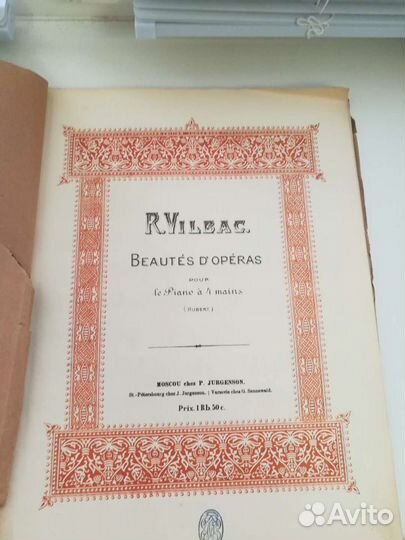 R. VILBAC.
BEAUTÉS D'OPÉRAS
POUR
le Piano à 4 mains
(HUBERT.)
MOSCOU chez P. JURGENSON.
St.-Pétersbourg chez J. Jurgenson. | Varsovie chez G. Sennewald.
Prix. 1 Rb. 50 c.
Avito